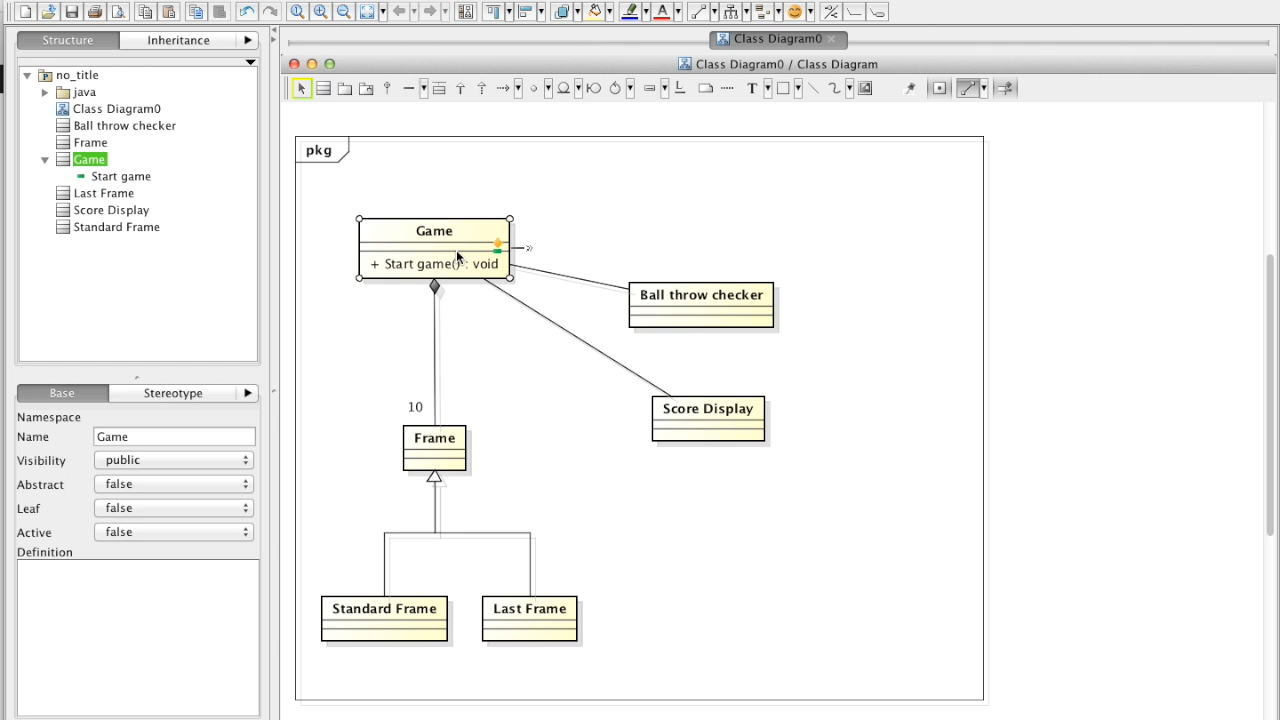 Class Diagram0
Structure
Inheritance
Class Diagram0 / Class Diagram
no_title
java
Class Diagram0
Ball throw checker
Frame
Game
Start game
Last Frame
Score Display
Standard Frame
T
pkg
Game
+ Start game() : void
Ball throw checker
Score Display
10
Frame
Standard Frame
Last Frame
Base
Stereotype
Namespace
Name
Game
Visibility
public
Abstract
false
Leaf
false
Active
false
Definition